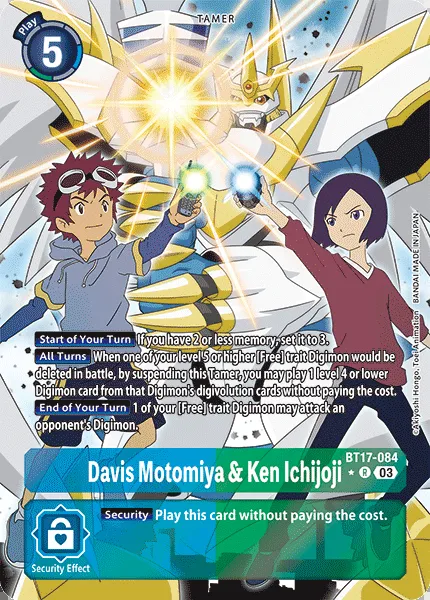 TAMER
Play
5
Start of Your Turn If you have 2 or less memory, set it to 3.
All Turns When one of your level 5 or higher [Free] trait Digimon would be
deleted in battle, by suspending this Tamer, you may play 1 level 4 or lower
Digimon card from that Digimon's digivolution cards without paying the cost.
End of Your Turn 1 of your [Free] trait Digimon may attack an
opponent's Digimon.
©Akiyoshi Hongo, Toei Animation BANDAI MADE IN JAPAN
BT17-084
Davis Motomiya & Ken Ichijoji ★ R 03
Security Play this card without paying the cost.
Security Effect